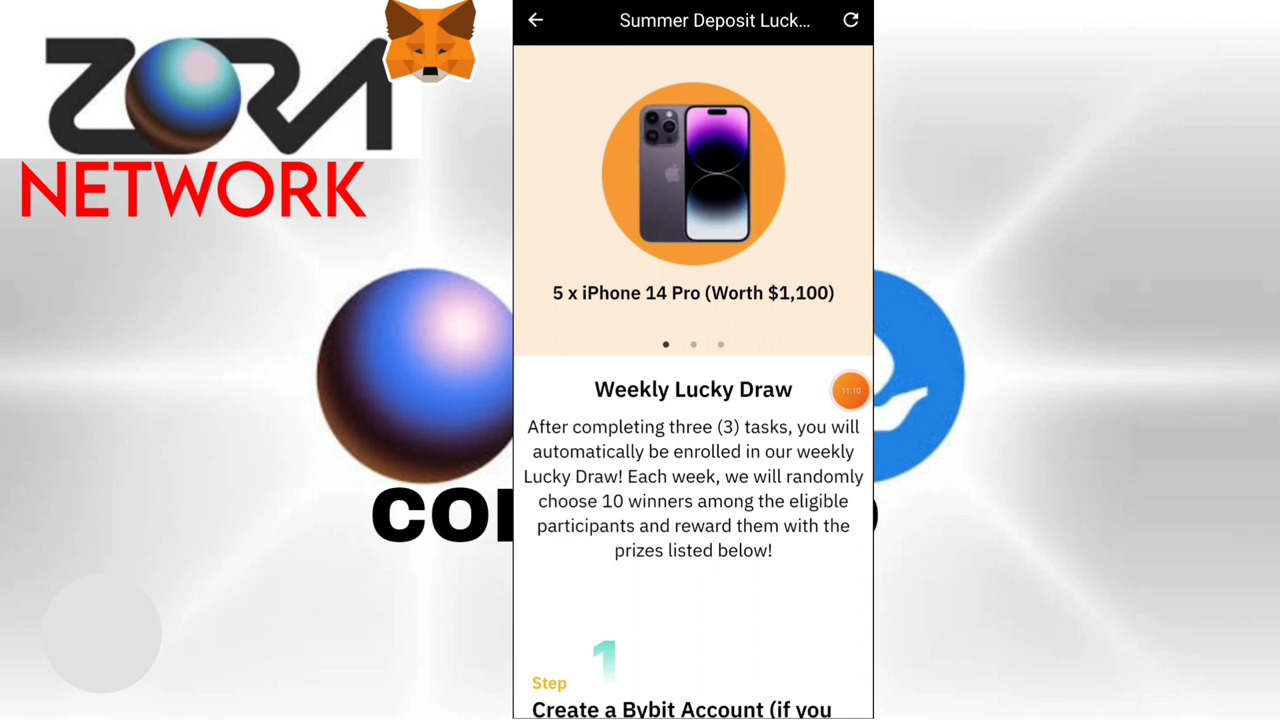 ZORA
NETWORK
Summer Deposit Luck...
5 x iPhone 14 Pro (Worth $1,100)
Weekly Lucky Draw
11:10
After completing three (3) tasks, you will
automatically be enrolled in our weekly
Lucky Draw! Each week, we will randomly
choose 10 winners among the eligible
participants and reward them with the
prizes listed below!
1
Step
Create a Bybit Account (if you